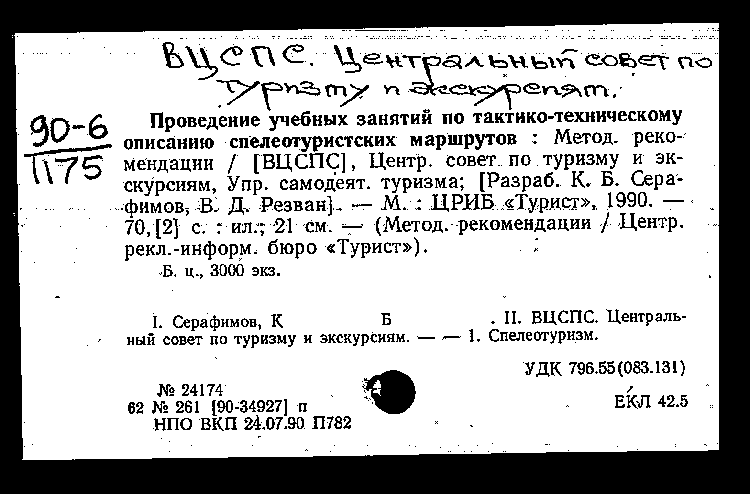 ВЦСПС. Центральный совет по
туризму и экскурсиям.
90-6
1175
Проведение учебных занятий по тактико-техническому
описанию спелеотуристских маршрутов : Метод. реко-
мендации / [ВЦСПС], Центр. совет по туризму и эк-
скурсиям, Упр. самодеят. туризма; [Разраб. К. Б. Сера-
фимов, В. Д. Резван]. — М. : ЦРИБ «Турист», 1990. —
70,[2] с. : ил.; 21 см. — (Метод. рекомендации / Центр.
рекл.-информ. бюро «Турист»).
Б. ц., 3000 экз.
I. Серафимов, К Б . II. ВЦСПС. Централь-
ный совет по туризму и экскурсиям. — — 1. Спелеотуризм.
УДК 796.55(083.131)
№ 24174
62 № 261 [90-34927] п
ЕКЛ 42.5
НПО ВКП 24.07.90 П782